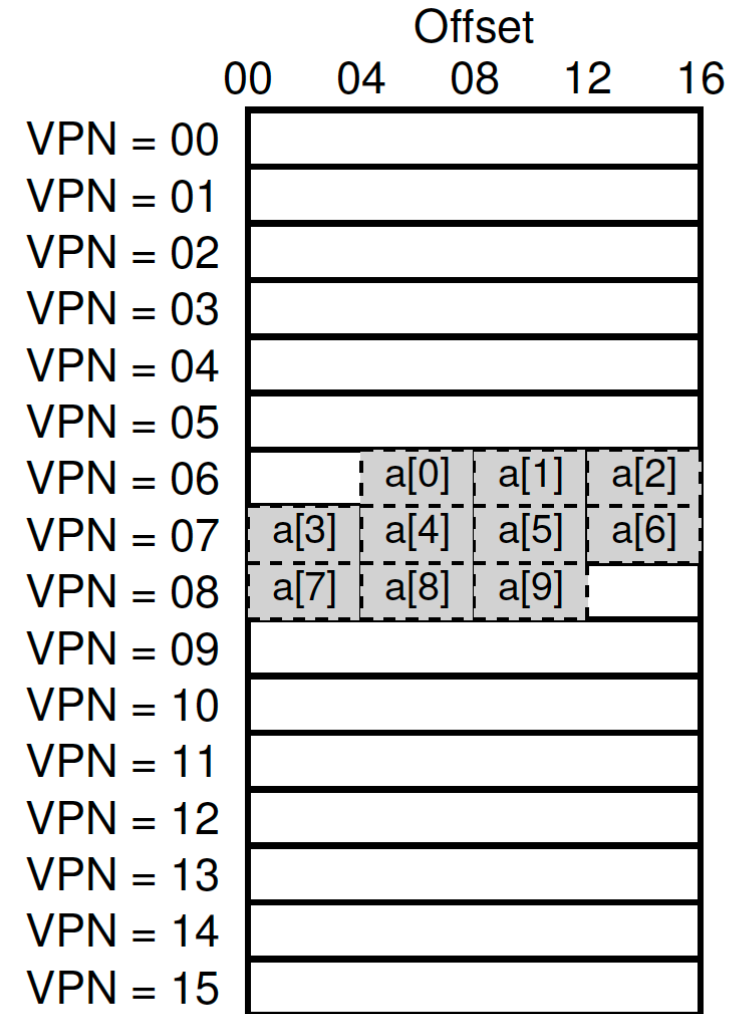 Offset
00 04 08 12 16
VPN = 00
VPN = 01
VPN = 02
VPN = 03
VPN = 04
VPN = 05
VPN = 06 a[0] a[1] a[2]
VPN = 07 a[3] a[4] a[5] a[6]
VPN = 08 a[7] a[8] a[9]
VPN = 09
VPN = 10
VPN = 11
VPN = 12
VPN = 13
VPN = 14
VPN = 15